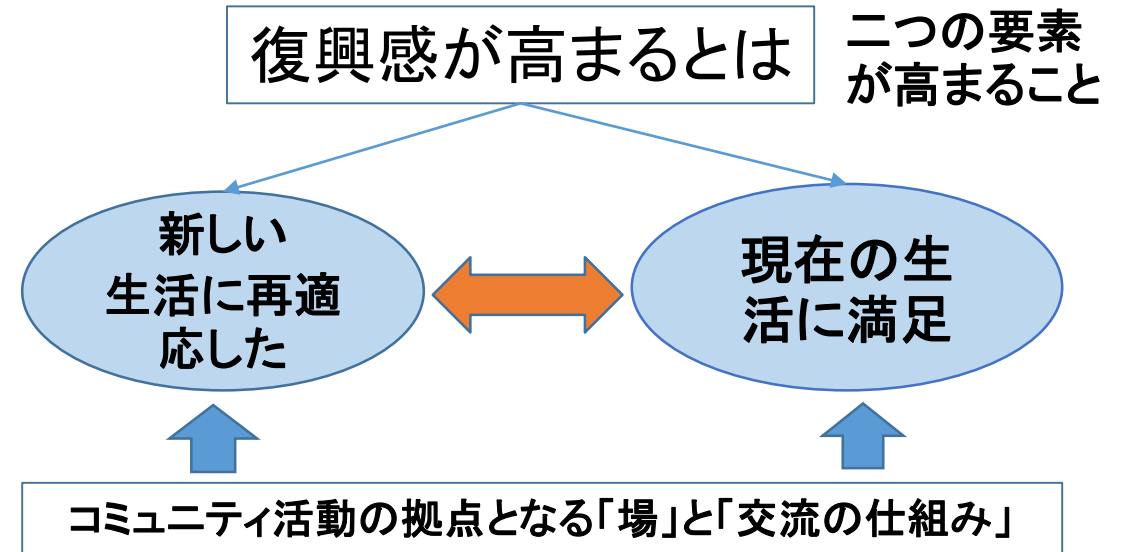 復興感が高まるとは
二つの要素
が高まること
新しい
生活に再適
応した
現在の生
活に満足
コミュニティ活動の拠点となる「場」と「交流の仕組み」